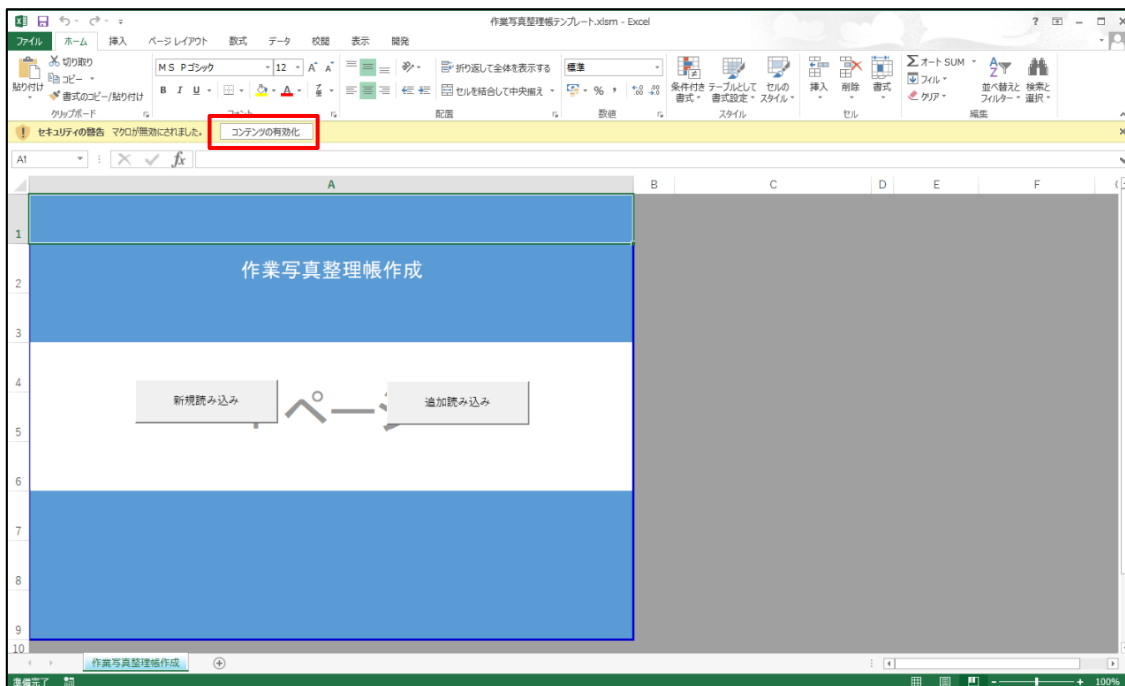 作業写真整理帳テンプレート.xlsm - Excel
ファイル ホーム 挿入 ページ レイアウト 数式 データ 校閲 表示 開発
貼り付け 切り取り コピー 書式のコピー/貼り付け
クリップボード
ＭＳ Ｐゴシック 12
B I U
フォント
折り返して全体を表示する
セルを結合して中央揃え
配置
標準
%
数値
条件付き書式 テーブルとして書式設定 セルのスタイル
スタイル
挿入 削除 書式
セル
オート SUM
フィル
クリア
並べ替えとフィルター 検索と選択
編集
セキュリティの警告 マクロが無効にされました。 コンテンツの有効化
A1 fx
A B C D E F
1
2 作業写真整理帳作成
3
4 新規読み込み 追加読み込み
5
6
7
8
9
10
作業写真整理帳作成
準備完了 100%